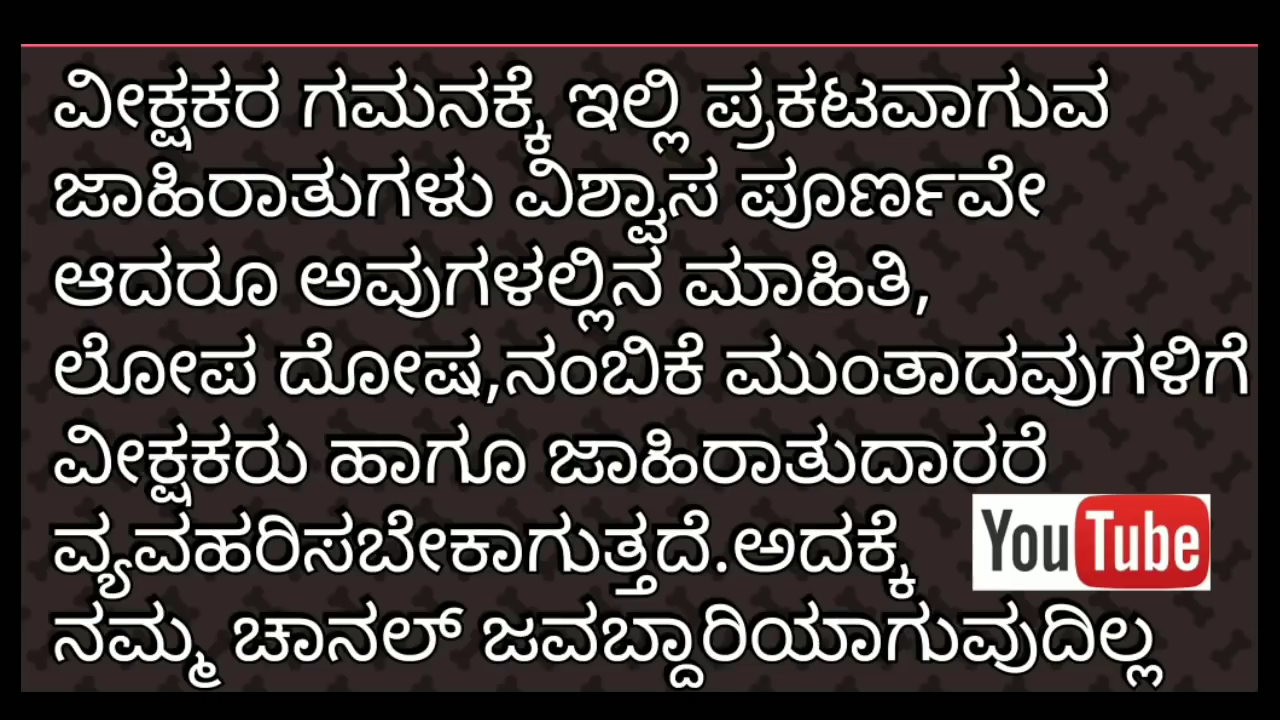 ವೀಕ್ಷಕರ ಗಮನಕ್ಕೆ ಇಲ್ಲಿ ಪ್ರಕಟವಾಗುವ
ಜಾಹಿರಾತುಗಳು ವಿಶ್ವಾಸ ಪೂರ್ಣವೇ
ಆದರೂ ಅವುಗಳಲ್ಲಿನ ಮಾಹಿತಿ,
ಲೋಪ ದೋಷ,ನಂಬಿಕೆ ಮುಂತಾದವುಗಳಿಗೆ
ವೀಕ್ಷಕರು ಹಾಗೂ ಜಾಹಿರಾತುದಾರರೆ
ವ್ಯವಹರಿಸಬೇಕಾಗುತ್ತದೆ.ಅದಕ್ಕೆ
YouTube
ನಮ್ಮ ಚಾನಲ್ ಜವಬ್ದಾರಿಯಾಗುವುದಿಲ್ಲ